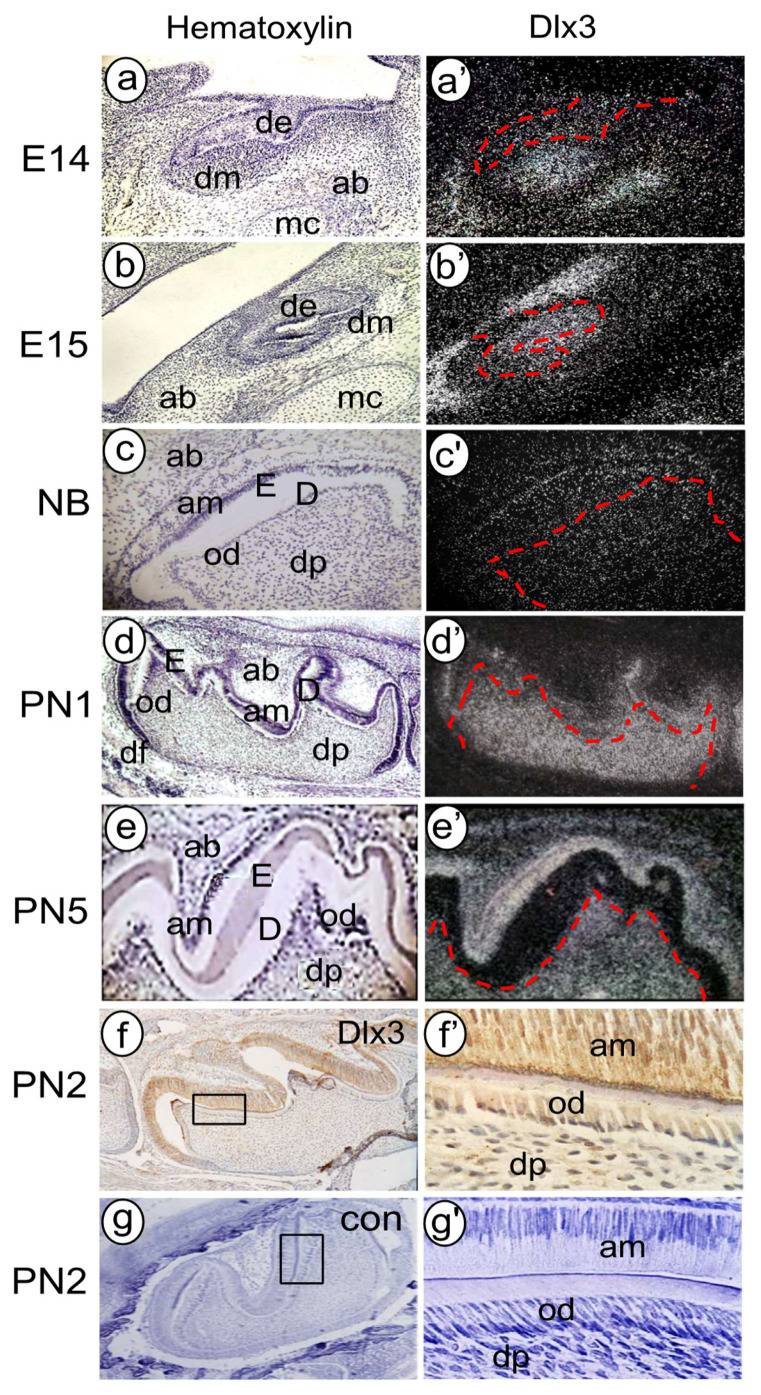 Hematoxylin Dlx3
a a’
E14
de
dm ab
mc
b b’
E15
de
dm
ab mc
c c'
NB
ab
E
am D
od dp
d d’
PN1
E
ab
od D
am
df dp
e e’
PN5
ab
E
am D od
dp
f Dlx3 f’
PN2
am
od
dp
g con g'
PN2
am
od
dp